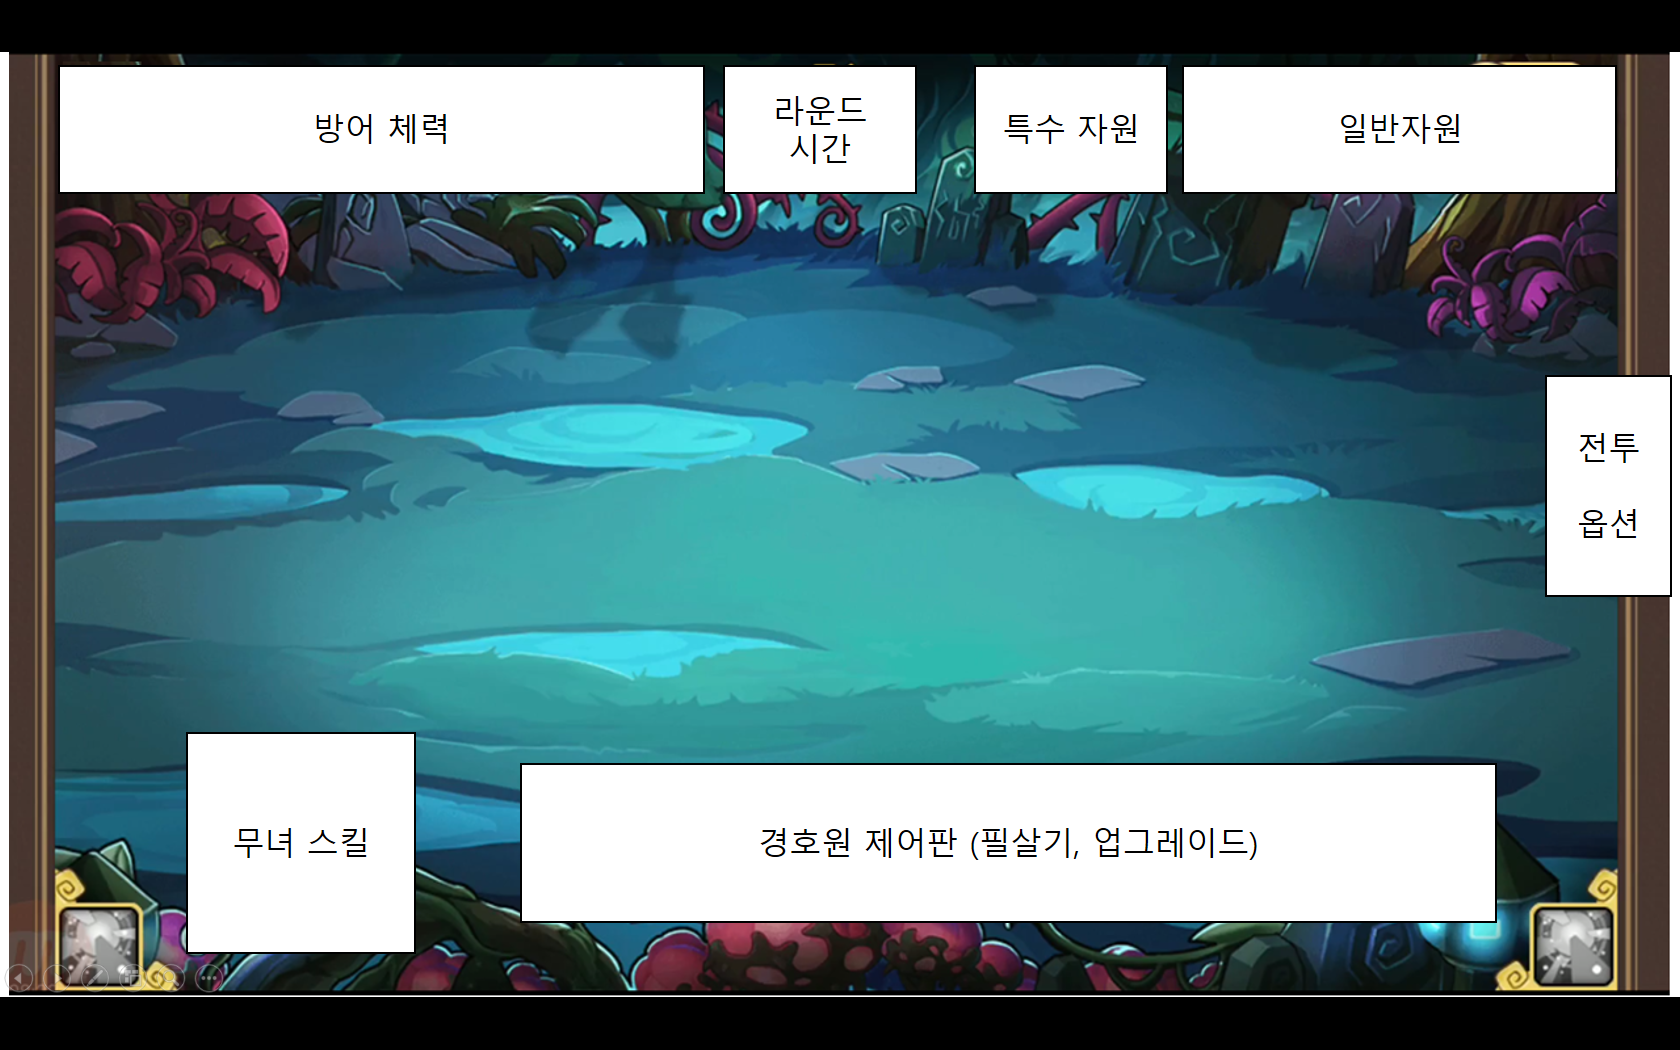 방어 체력
라운드
시간
특수 자원
일반자원
전투
옵션
무녀 스킬
경호원 제어판 (필살기, 업그레이드)